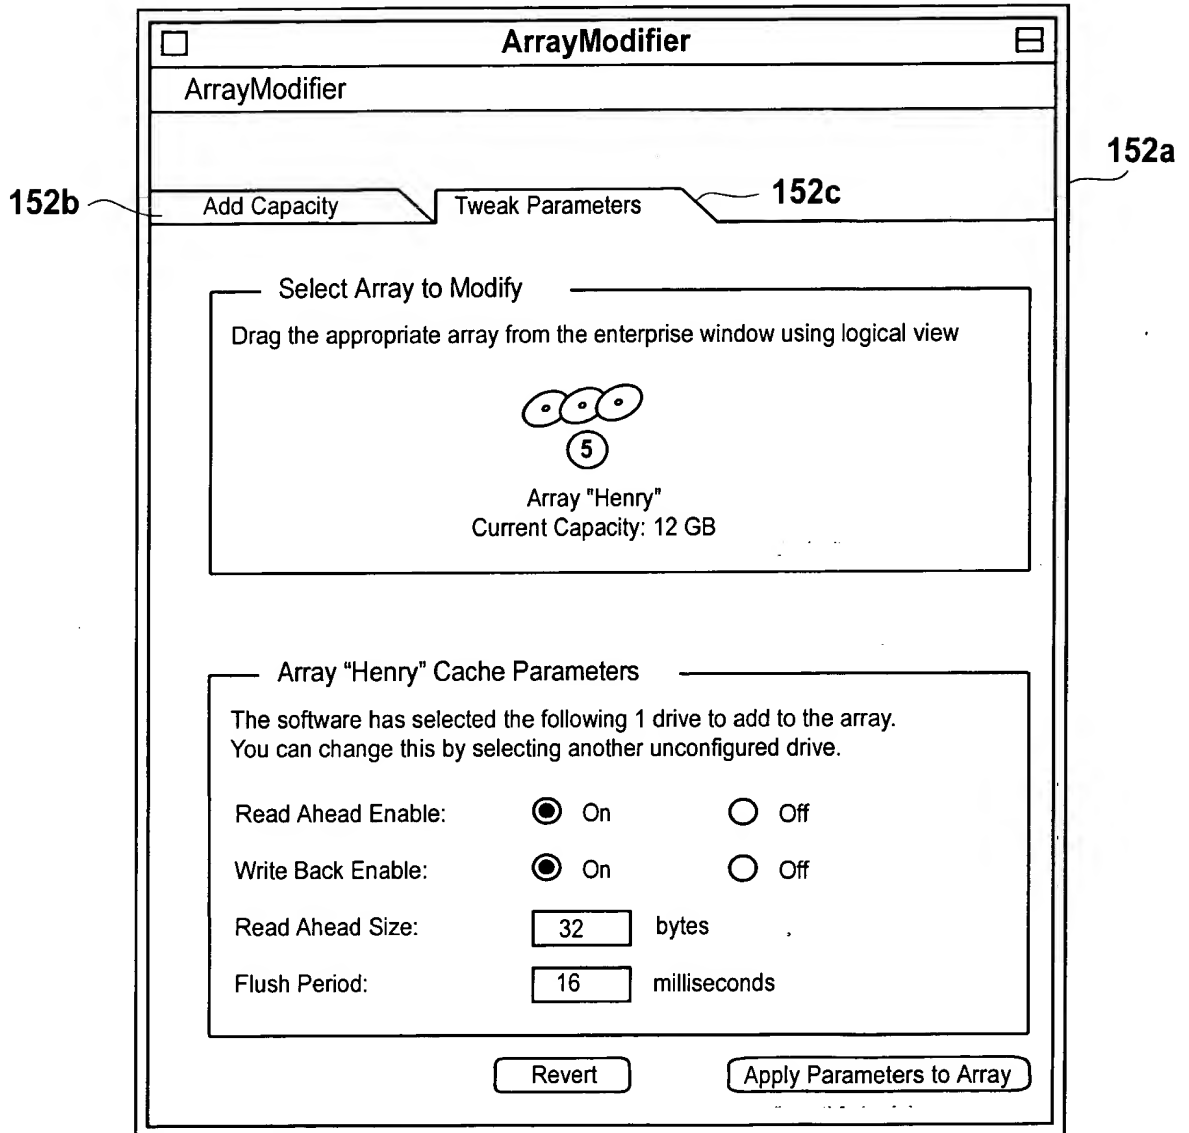 ArrayModifier
ArrayModifier
152a
152b
Add Capacity
Tweak Parameters
152c
Select Array to Modify
Drag the appropriate array from the enterprise window using logical view
5
Array "Henry"
Current Capacity: 12 GB
Array “Henry” Cache Parameters
The software has selected the following 1 drive to add to the array.
You can change this by selecting another unconfigured drive.
Read Ahead Enable: On Off
Write Back Enable: On Off
Read Ahead Size: 32 bytes
Flush Period: 16 milliseconds
Revert Apply Parameters to Array